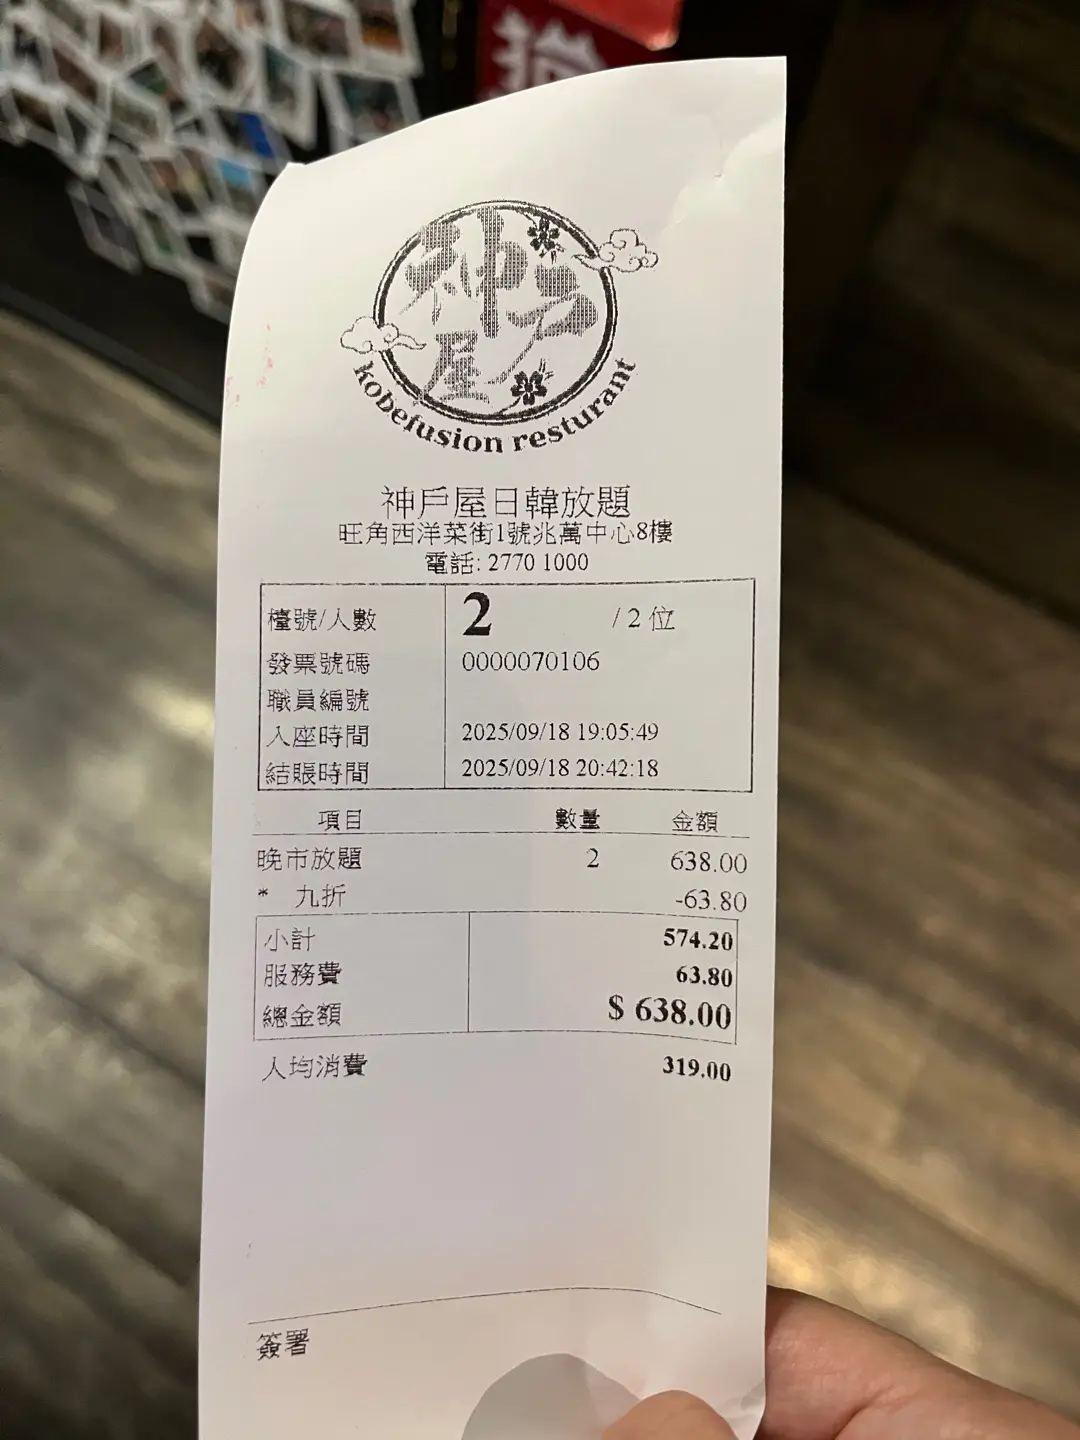 神戶屋
kobefusion resturant
神戶屋日韓放題
旺角西洋菜街1號兆萬中心8樓
電話: 2770 1000
檯號/人數 2 / 2 位
發票號碼 0000070106
職員編號
入座時間 2025/09/18 19:05:49
結賬時間 2025/09/18 20:42:18
項目 數量 金額
晚市放題 2 638.00
* 九折 -63.80
小計 574.20
服務費 63.80
總金額 $ 638.00
人均消費 319.00
簽署